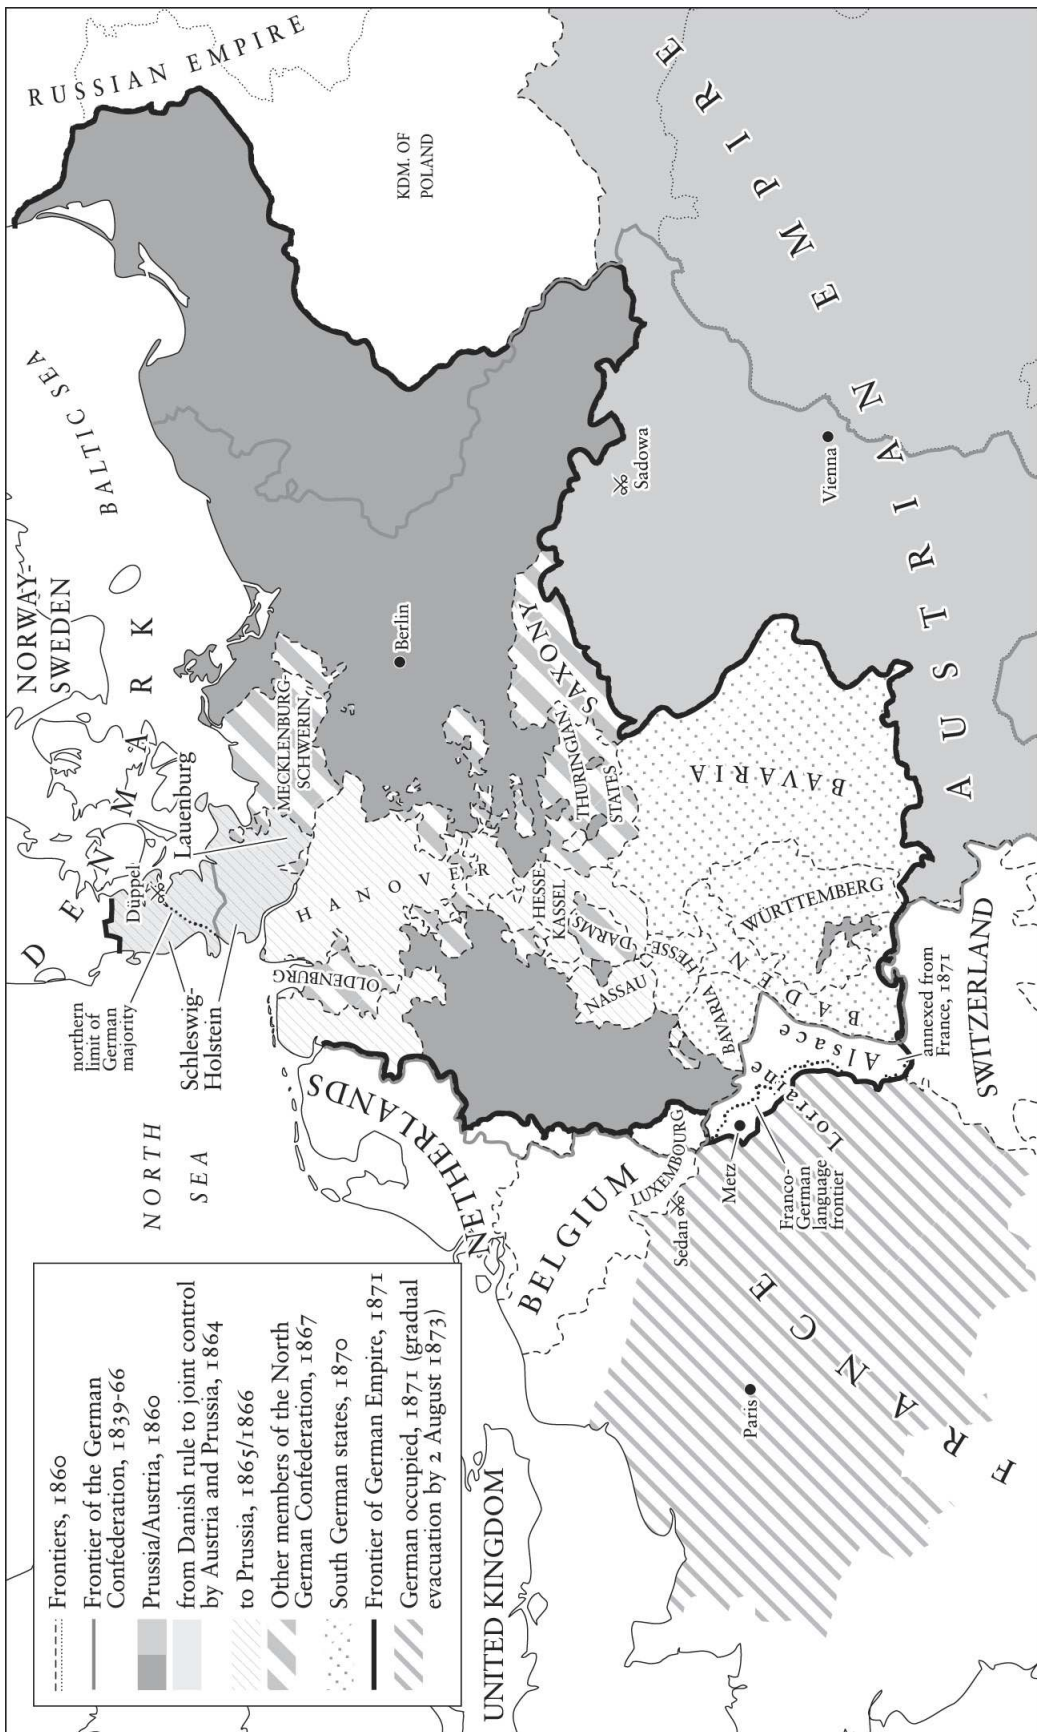 Frontiers, 1860
Frontier of the German
Confederation, 1839-66
Prussia/Austria, 1860
from Danish rule to joint control
by Austria and Prussia, 1864
to Prussia, 1865/1866
Other members of the North
German Confederation, 1867
South German states, 1870
Frontier of German Empire, 1871
German occupied, 1871 (gradual
evacuation by 2 August 1873)
NORTH
SEA
northern
limit of
German
majority
Schleswig-
Holstein
DENMARK
Düppel
Lauenburg
NORWAY-
SWEDEN
BALTIC SEA
RUSSIAN EMPIRE
KDM. OF
POLAND
UNITED KINGDOM
NETHERLANDS
BELGIUM
LUXEMBOURG
OLDENBURG
HANOVER
MECKLENBURG-
SCHWERIN
Berlin
HESSE-
KASSEL
NASSAU
HESSE-DARMS
THURINGIAN
STATES
SAXONY
Sadowa
Sedan
Metz
Franco-
German
language
frontier
Lorraine
Alsace
BAVARIA
BADEN
WÜRTTEMBERG
BAVARIA
Vienna
AUSTRIAN EMPIRE
Paris
FRANCE
annexed from
France, 1871
SWITZERLAND